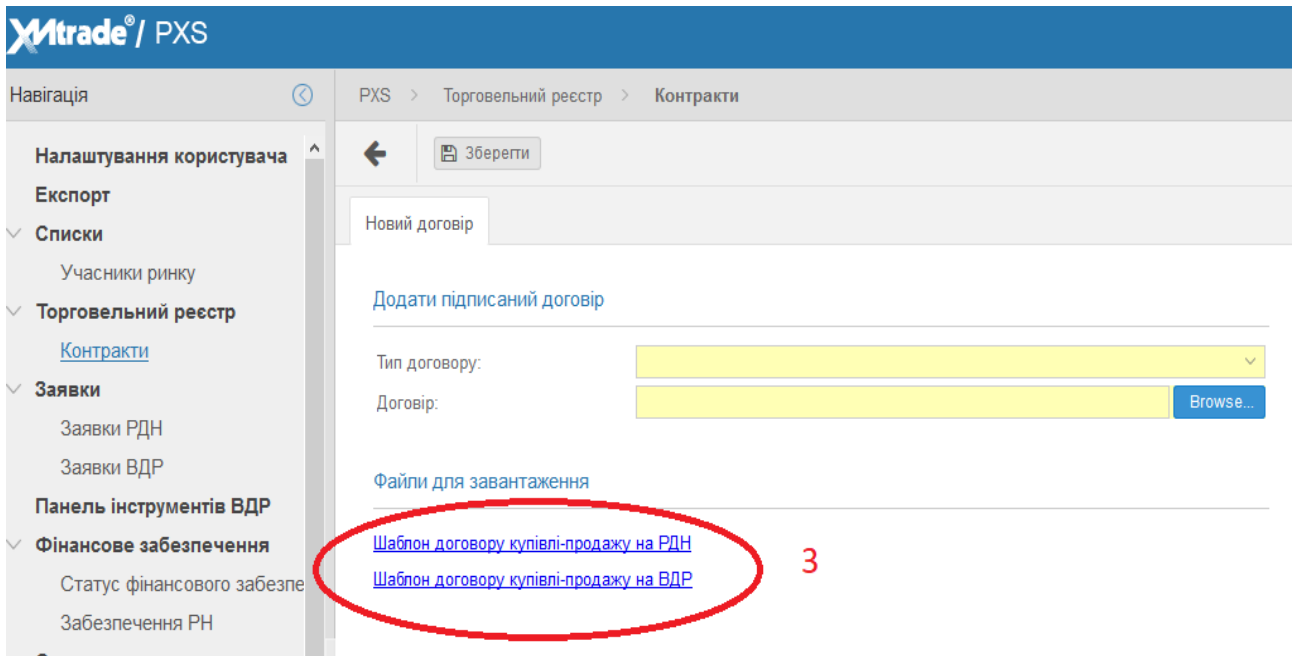 XMtrade®/ PXS
Навігація
PXS > Торговельний реєстр > Контракти
Налаштування користувача
Зберегти
Експорт
Новий договір
Списки
Учасники ринку
Додати підписаний договір
Торговельний реєстр
Контракти
Тип договору:
Заявки
Договір:
Browse...
Заявки РДН
Заявки ВДР
Файли для завантаження
Панель інструментів ВДР
Фінансове забезпечення
Шаблон договору купівлі-продажу на РДН
3
Статус фінансового забезпе
Шаблон договору купівлі-продажу на ВДР
Забезпечення РН